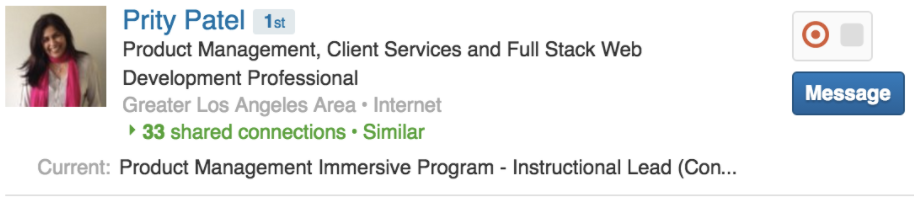 Prity Patel 1st
Product Management, Client Services and Full Stack Web
Development Professional
Greater Los Angeles Area • Internet
33 shared connections • Similar
Message
Current: Product Management Immersive Program - Instructional Lead (Con...